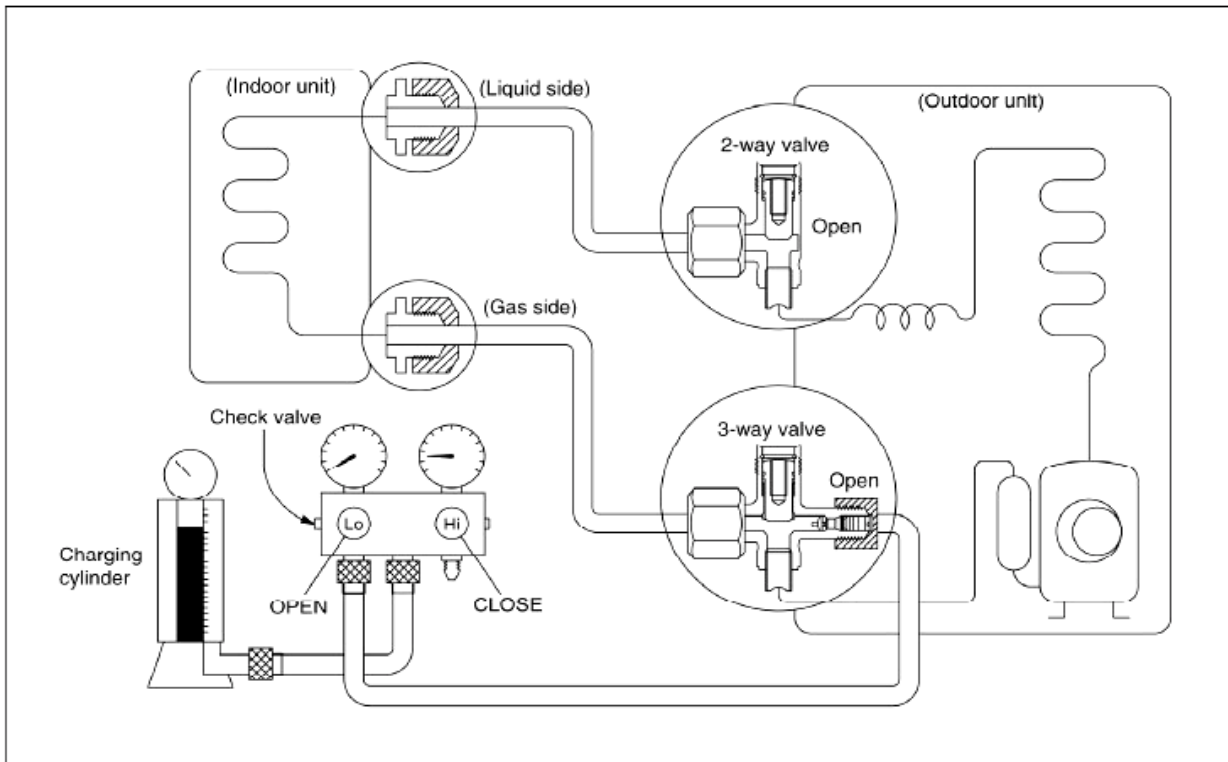 (Indoor unit)
(Liquid side)
(Outdoor unit)
2-way valve
Open
(Gas side)
Check valve
3-way valve
Open
Lo
Hi
Charging
cylinder
OPEN
CLOSE